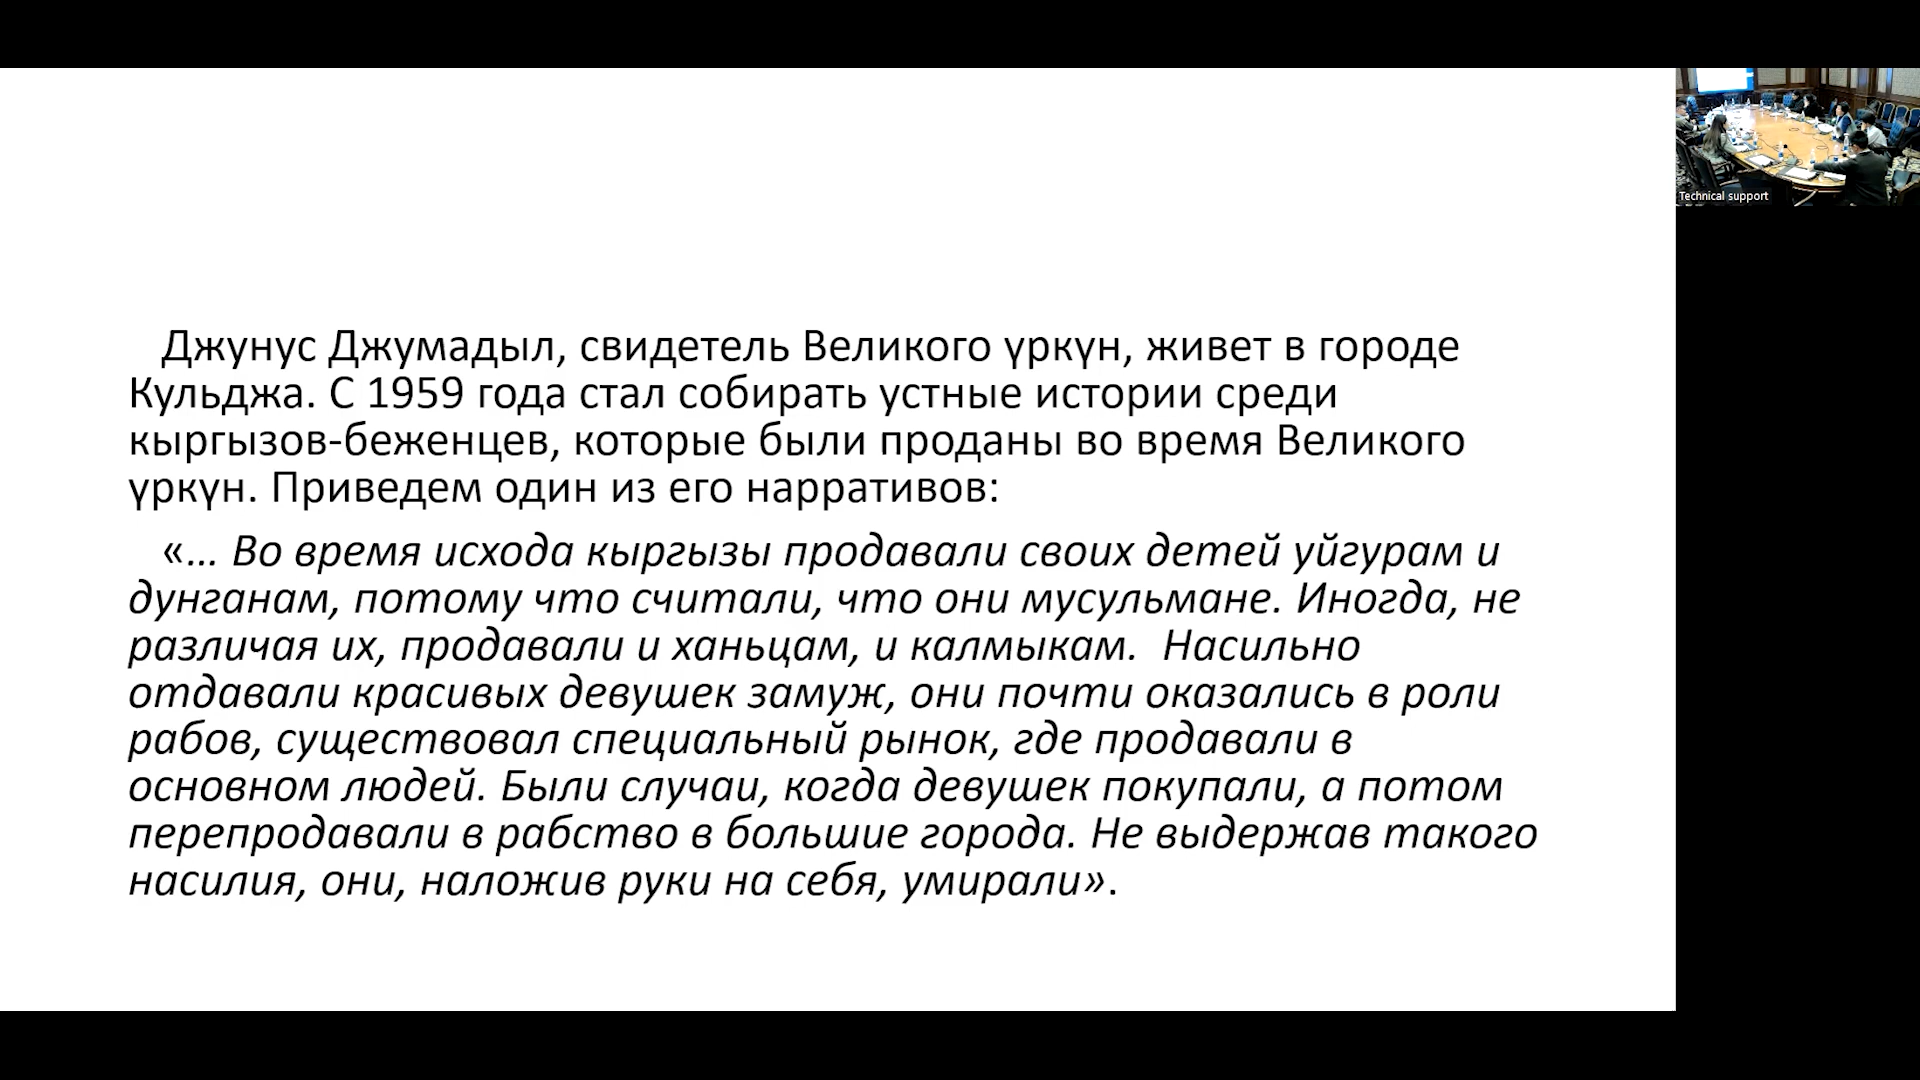 Джунус Джумадыл, свидетель Великого үркүн, живет в городе
Кульджа. С 1959 года стал собирать устные истории среди
кыргызов-беженцев, которые были проданы во время Великого
үркүн. Приведем один из его нарративов:
«... Во время исхода кыргызы продавали своих детей уйгурам и
дунганам, потому что считали, что они мусульмане. Иногда, не
различая их, продавали и ханьцам, и калмыкам.  Насильно
отдавали красивых девушек замуж, они почти оказались в роли
рабов, существовал специальный рынок, где продавали в
основном людей. Были случаи, когда девушек покупали, а потом
перепродавали в рабство в большие города. Не выдержав такого
насилия, они, наложив руки на себя, умирали».
Technical support